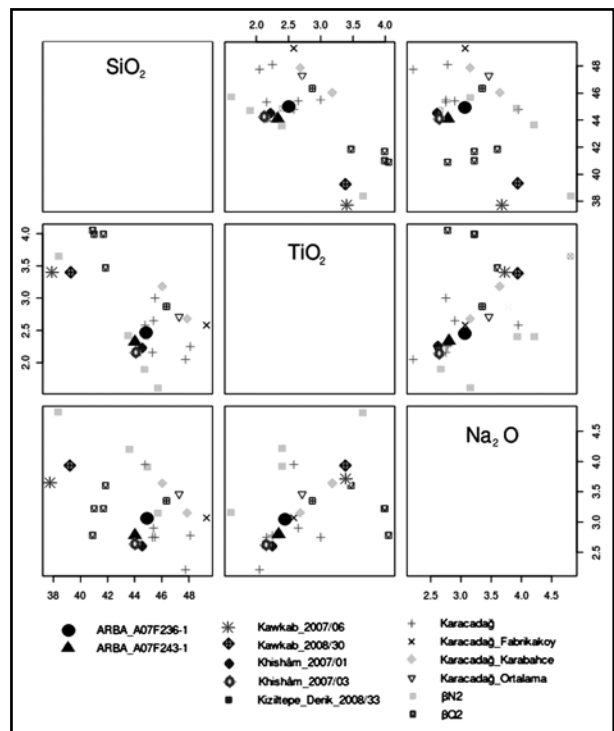 2.0 2.5 3.0 3.5 4.0
SiO2
38 40 42 44 46 48
2.0 2.5 3.0 3.5 4.0
TiO2
2.5 3.0 3.5 4.0 4.5
Na2 O
38 40 42 44 46 48
2.5 3.0 3.5 4.0 4.5
ARBA_A07F236-1
ARBA_A07F243-1
Kawkab_2007/06
Kawkab_2008/30
Khishâm_2007/01
Khishâm_2007/03
Kiziltepe_Derik_2008/33
Karacadağ
Karacadağ_Fabrikakoy
Karacadağ_Karabahce
Karacadağ_Ortalama
βN2
βQ2